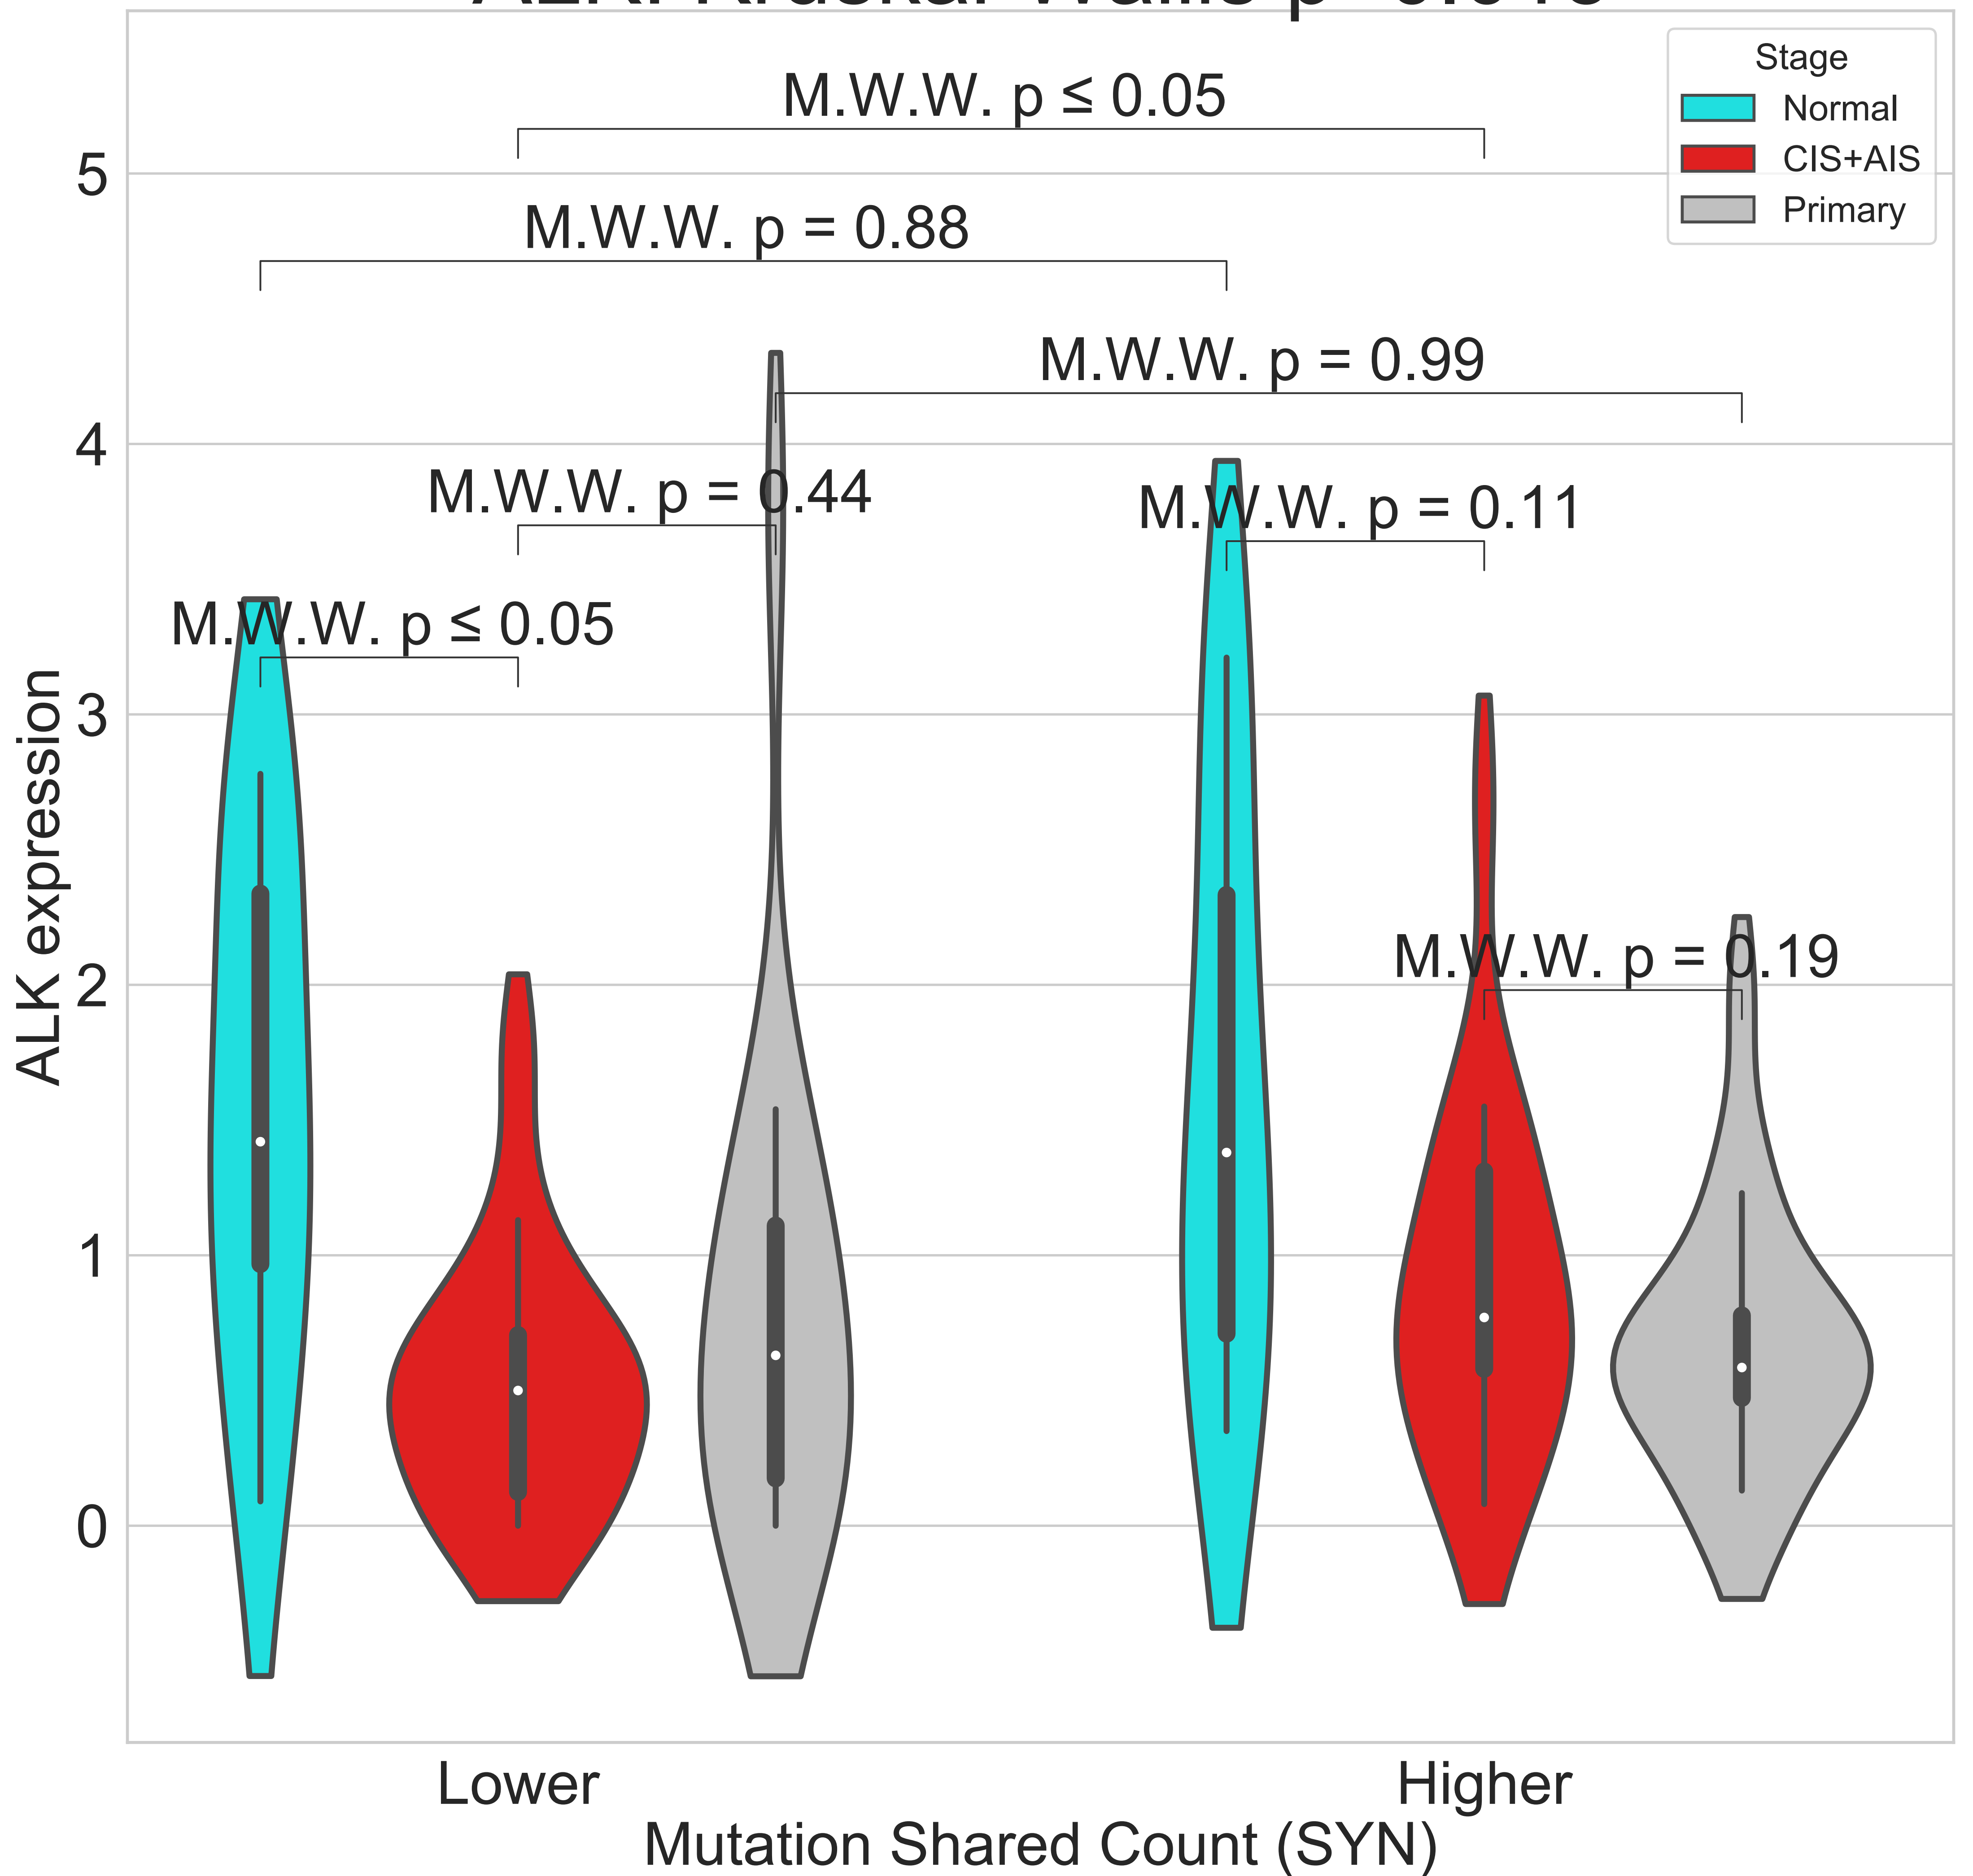 Stage
Normal
CIS+AIS
Primary
M.W.W. p ≤ 0.05
M.W.W. p = 0.88
M.W.W. p = 0.99
M.W.W. p = 0.44
M.W.W. p = 0.11
M.W.W. p ≤ 0.05
M.W.W. p = 0.19
5
4
3
2
1
0
ALK expression
Lower
Higher
Mutation Shared Count (SYN)